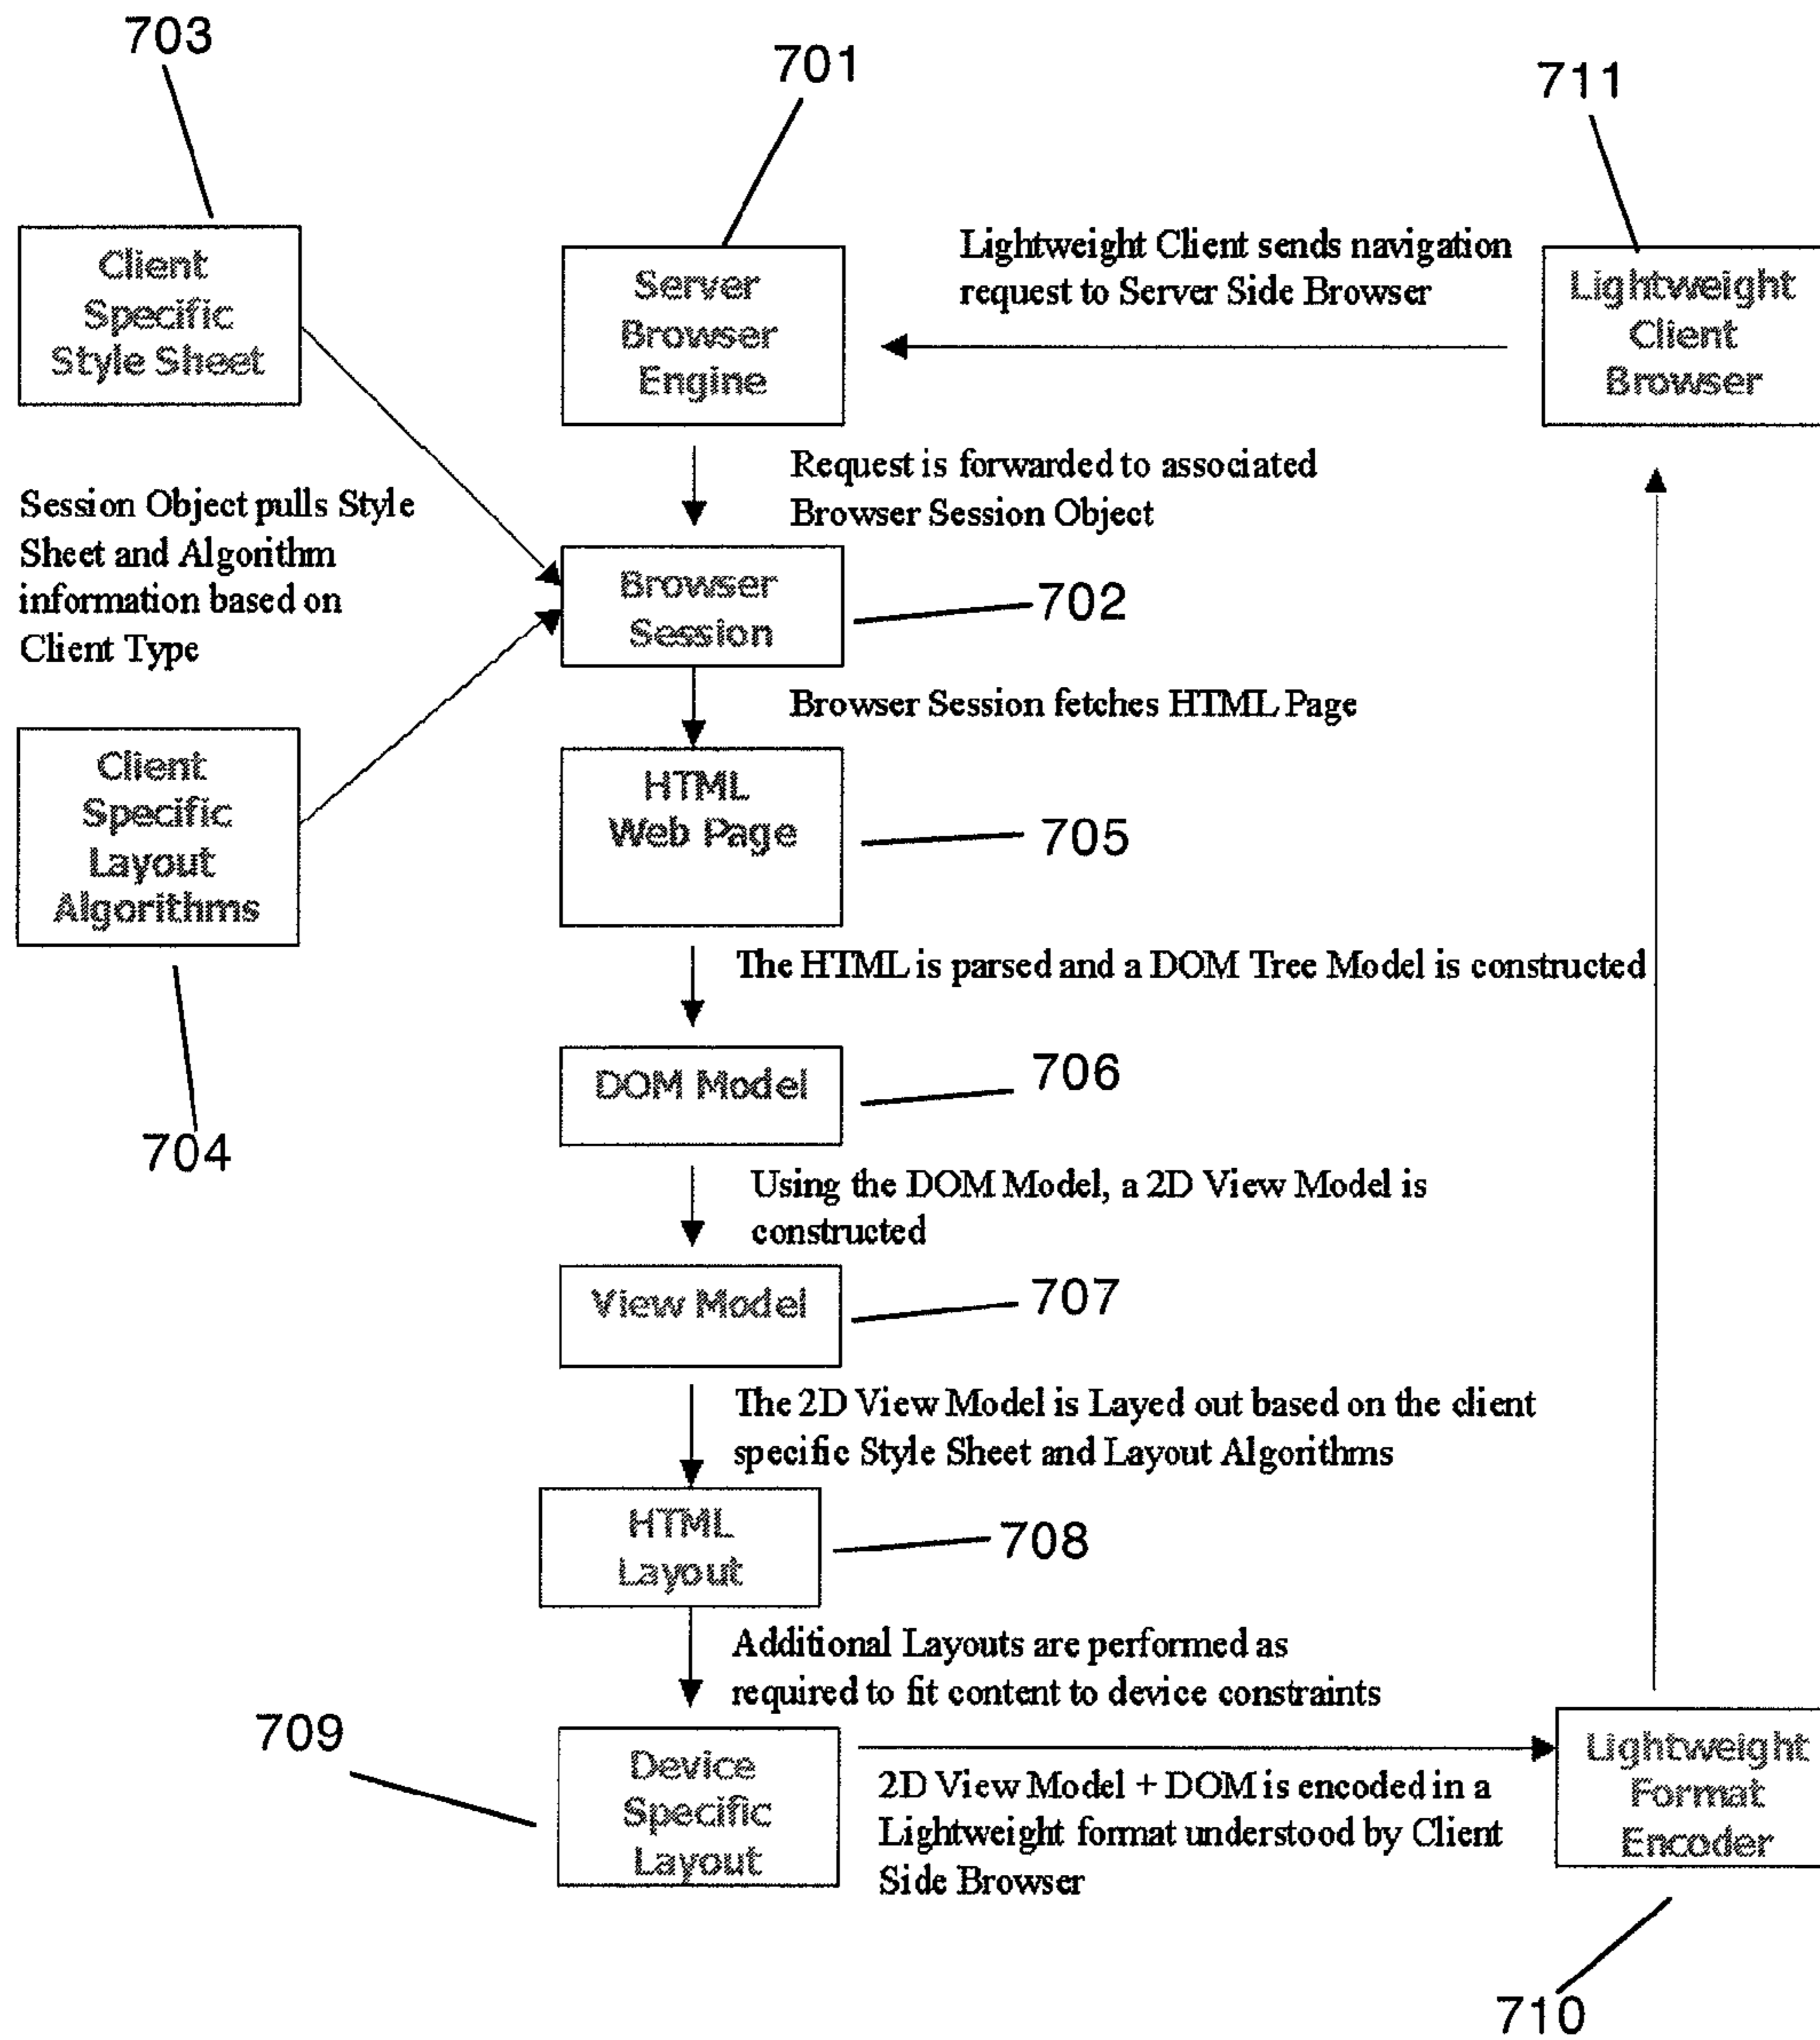 703
701
711
Client
Specific
Style Sheet
Server
Browser
Engine
Lightweight Client sends navigation
request to Server Side Browser
Lightweight
Client
Browser
Request is forwarded to associated
Browser Session Object
Session Object pulls Style
Sheet and Algorithm
information based on
Client Type
Browser
Session
702
Browser Session fetches HTML Page
Client
Specific
Layout
Algorithms
HTML
Web Page
705
The HTML is parsed and a DOM Tree Model is constructed
704
DOM Model
706
Using the DOM Model, a 2D View Model is
constructed
View Model
707
The 2D View Model is Layed out based on the client
specific Style Sheet and Layout Algorithms
HTML
Layout
708
Additional Layouts are performed as
required to fit content to device constraints
709
Device
Specific
Layout
2D View Model + DOM is encoded in a
Lightweight format understood by Client
Side Browser
Lightweight
Format
Encoder
710